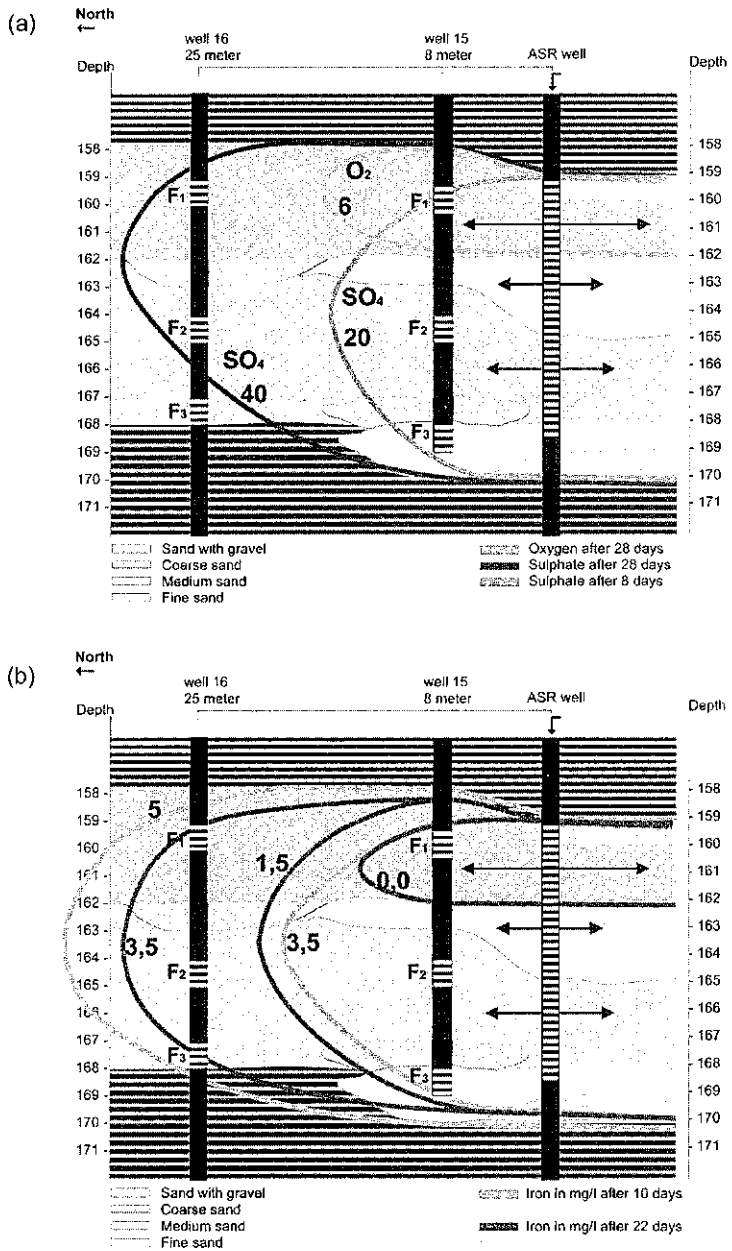 (a)
North
←
well 16
25 meter
well 15
8 meter
ASR well
Depth
Depth
158
159
160
161
162
163
164
165
166
167
168
169
170
171
F1
F2
F3
O2
6
SO4
20
SO4
40
F1
F2
F3
158
159
160
161
162
163
164
165
166
167
168
169
170
171
Sand with gravel
Coarse sand
Medium sand
Fine sand
Oxygen after 28 days
Sulphate after 28 days
Sulphate after 8 days
(b)
North
←
well 16
25 meter
well 15
8 meter
ASR well
Depth
Depth
158
159
160
161
162
163
164
165
166
167
168
169
170
171
5
F1
F2
F3
3,5
1,5
0,0
3,5
F1
F2
F3
158
159
160
161
162
163
164
165
166
167
168
169
170
171
Sand with gravel
Coarse sand
Medium sand
Fine sand
Iron in mg/l after 10 days
Iron in mg/l after 22 days